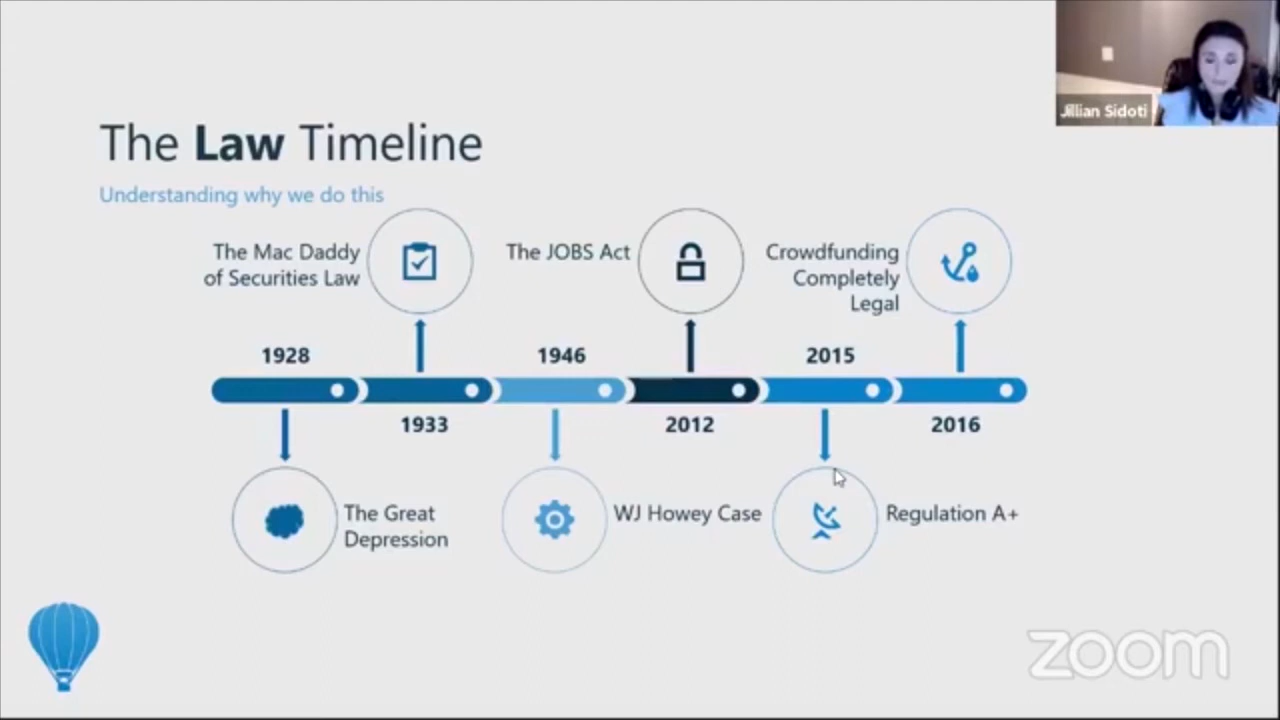 Jillian Sidoti
The Law Timeline
Understanding why we do this
The Mac Daddy
of Securities Law
The JOBS Act
Crowdfunding
Completely
Legal
1928
1946
2015
1933
2012
2016
The Great
Depression
WJ Howey Case
Regulation A+
zoom